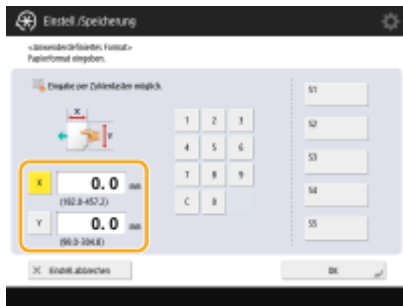 Einstell./Speicherung
<Anwenderdefiniertes Format>
Papierformat eingeben.
Eingabe per Zahlentasten möglich.
X
Y
1 2 3
4 5 6
7 8 9
C 0
X 0.0 mm
(182.0-457.2)
Y 0.0 mm
(98.0-304.8)
S1
S2
S3
S4
S5
Einstell. abbrechen
OK